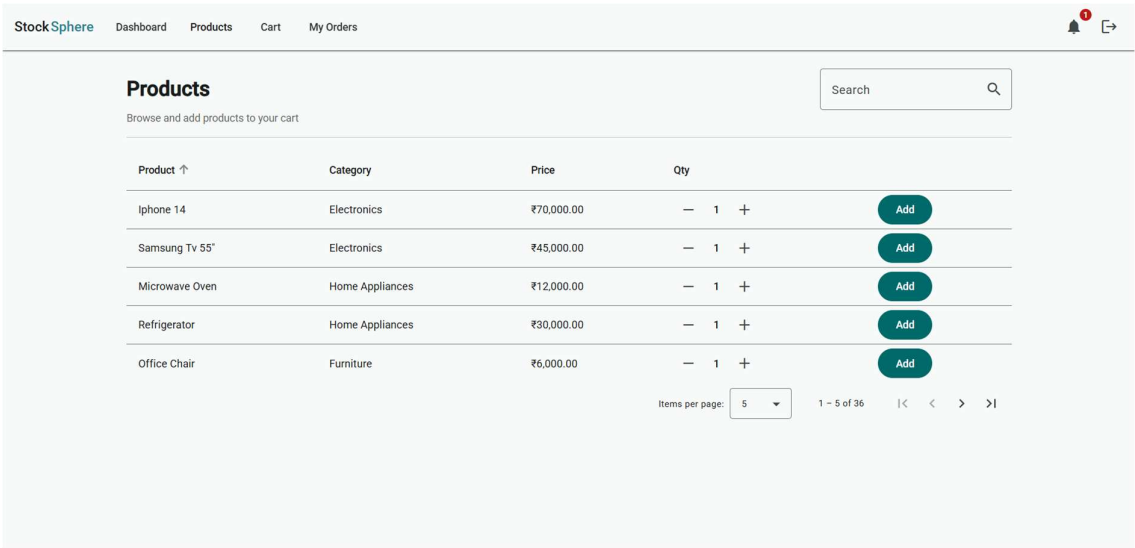 StockSphere Dashboard Products Cart My Orders 1
Products
Search
Browse and add products to your cart
Product Category Price Qty
Iphone 14 Electronics ₹70,000.00 1 Add
Samsung Tv 55" Electronics ₹45,000.00 1 Add
Microwave Oven Home Appliances ₹12,000.00 1 Add
Refrigerator Home Appliances ₹30,000.00 1 Add
Office Chair Furniture ₹6,000.00 1 Add
Items per page: 5 1 – 5 of 36